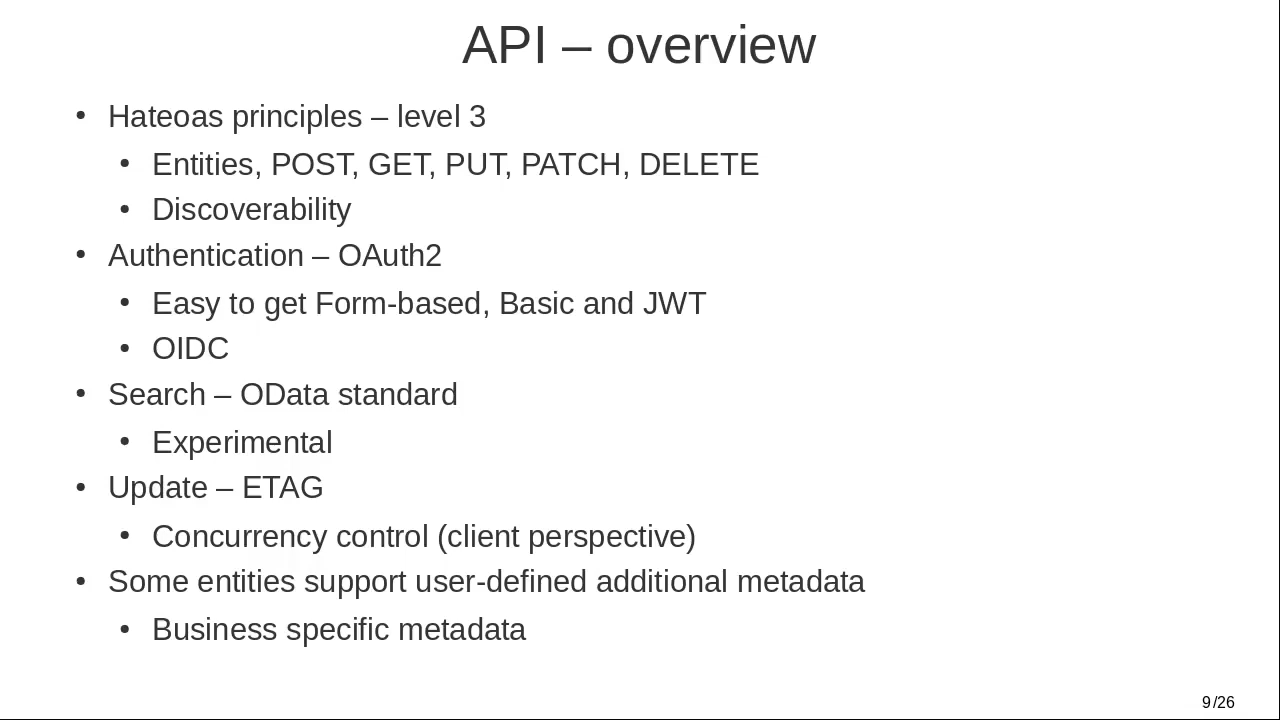 API – overview
• Hateoas principles – level 3
• Entities, POST, GET, PUT, PATCH, DELETE
• Discoverability
• Authentication – OAuth2
• Easy to get Form-based, Basic and JWT
• OIDC
• Search – OData standard
• Experimental
• Update – ETAG
• Concurrency control (client perspective)
• Some entities support user-defined additional metadata
• Business specific metadata
9/26